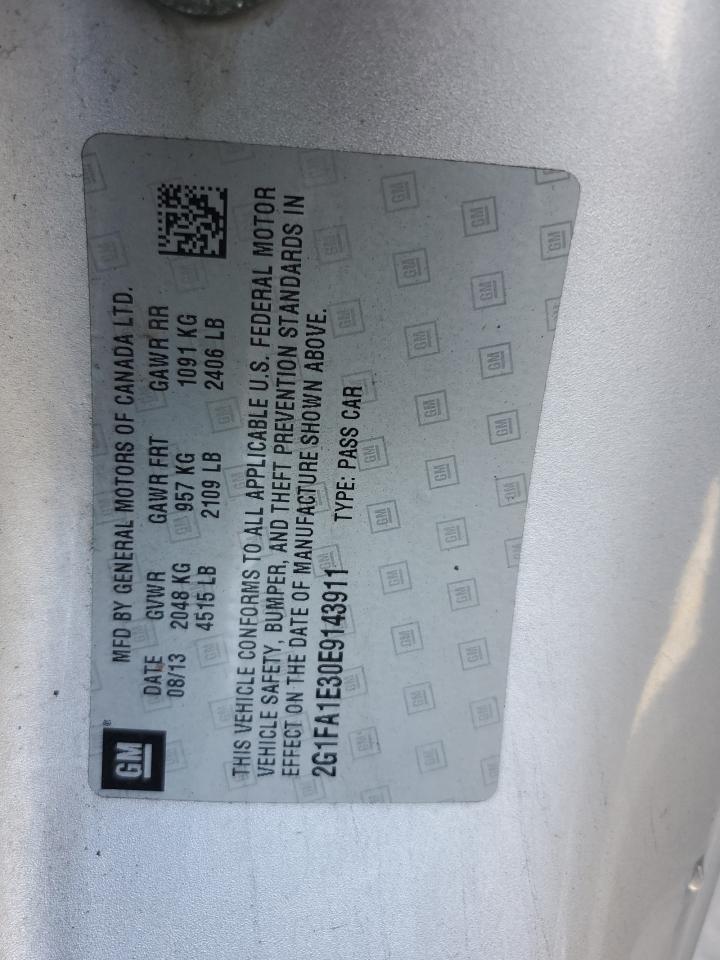 GM®
MFD BY GENERAL MOTORS OF CANADA LTD.
DATE GVWR GAWR FRT GAWR RR
08/13 2048 KG 957 KG 1091 KG
4515 LB 2109 LB 2406 LB
THIS VEHICLE CONFORMS TO ALL APPLICABLE U.S. FEDERAL MOTOR
VEHICLE SAFETY, BUMPER, AND THEFT PREVENTION STANDARDS IN
EFFECT ON THE DATE OF MANUFACTURE SHOWN ABOVE.
2G1FA1E30E9143911 TYPE: PASS CAR